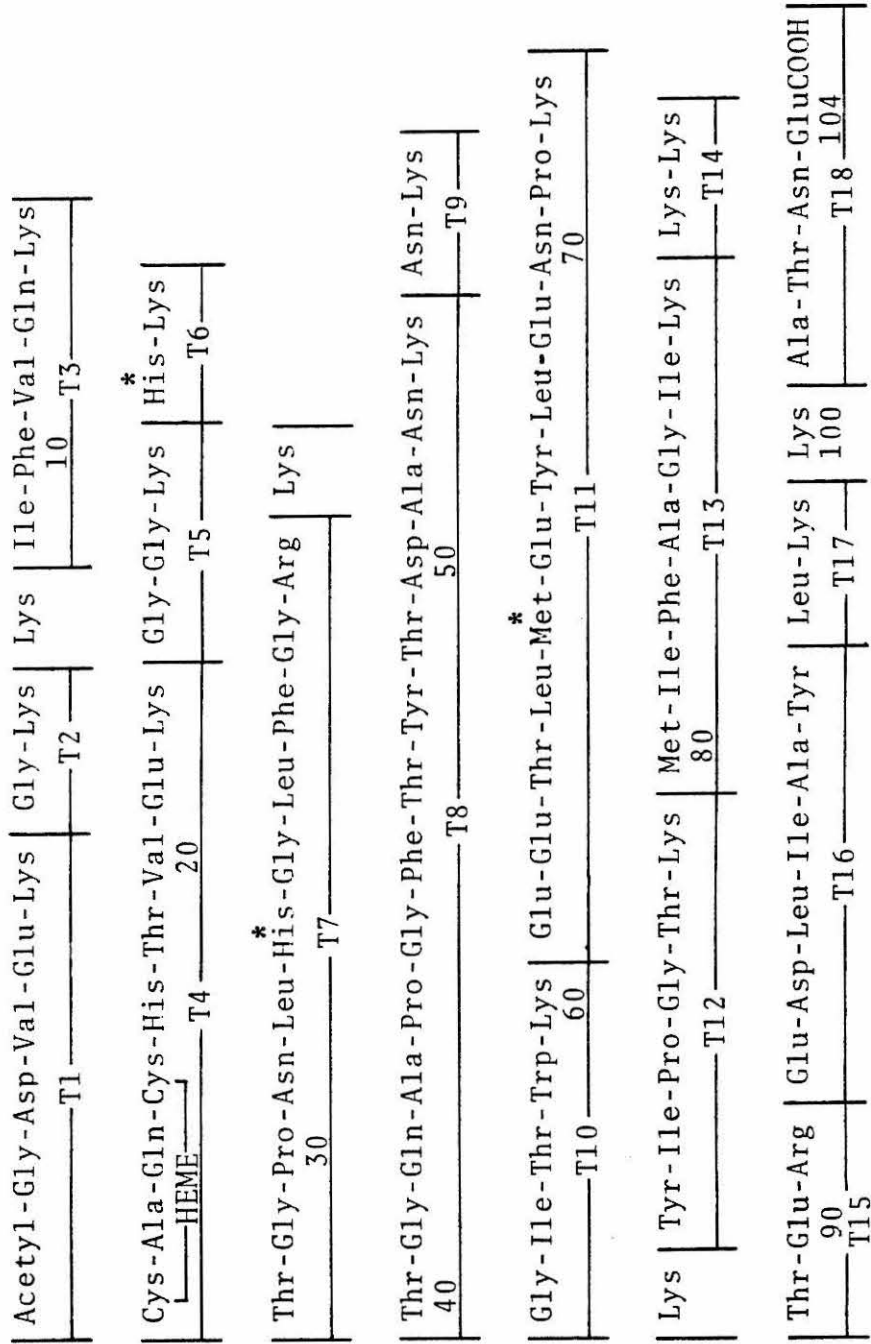 Acetyl-Gly-Asp-Val-Glu-Lys Gly-Lys Lys Ile-Phe-Val-Gln-Lys
10
T1 T2 T3
Cys-Ala-Gln-Cys-His-Thr-Val-Glu-Lys Gly-Gly-Lys His-Lys
*
HEME 20
T4 T5 T6
*
Thr-Gly-Pro-Asn-Leu-His-Gly-Leu-Phe-Gly-Arg Lys
30
T7
Thr-Gly-Gln-Ala-Pro-Gly-Phe-Thr-Tyr-Thr-Asp-Ala-Asn-Lys Asn-Lys
40 50
T8 T9
*
Gly-Ile-Thr-Trp-Lys Glu-Glu-Thr-Leu-Met-Glu-Tyr-Leu-Glu-Asn-Pro-Lys
60 70
T10 T11
Lys Tyr-Ile-Pro-Gly-Thr-Lys Met-Ile-Phe-Ala-Gly-Ile-Lys Lys-Lys
80
T12 T13 T14
Thr-Glu-Arg Glu-Asp-Leu-Ile-Ala-Tyr Leu-Lys Lys Ala-Thr-Asn-GluCOOH
90 100 104
T15 T16 T17 T18